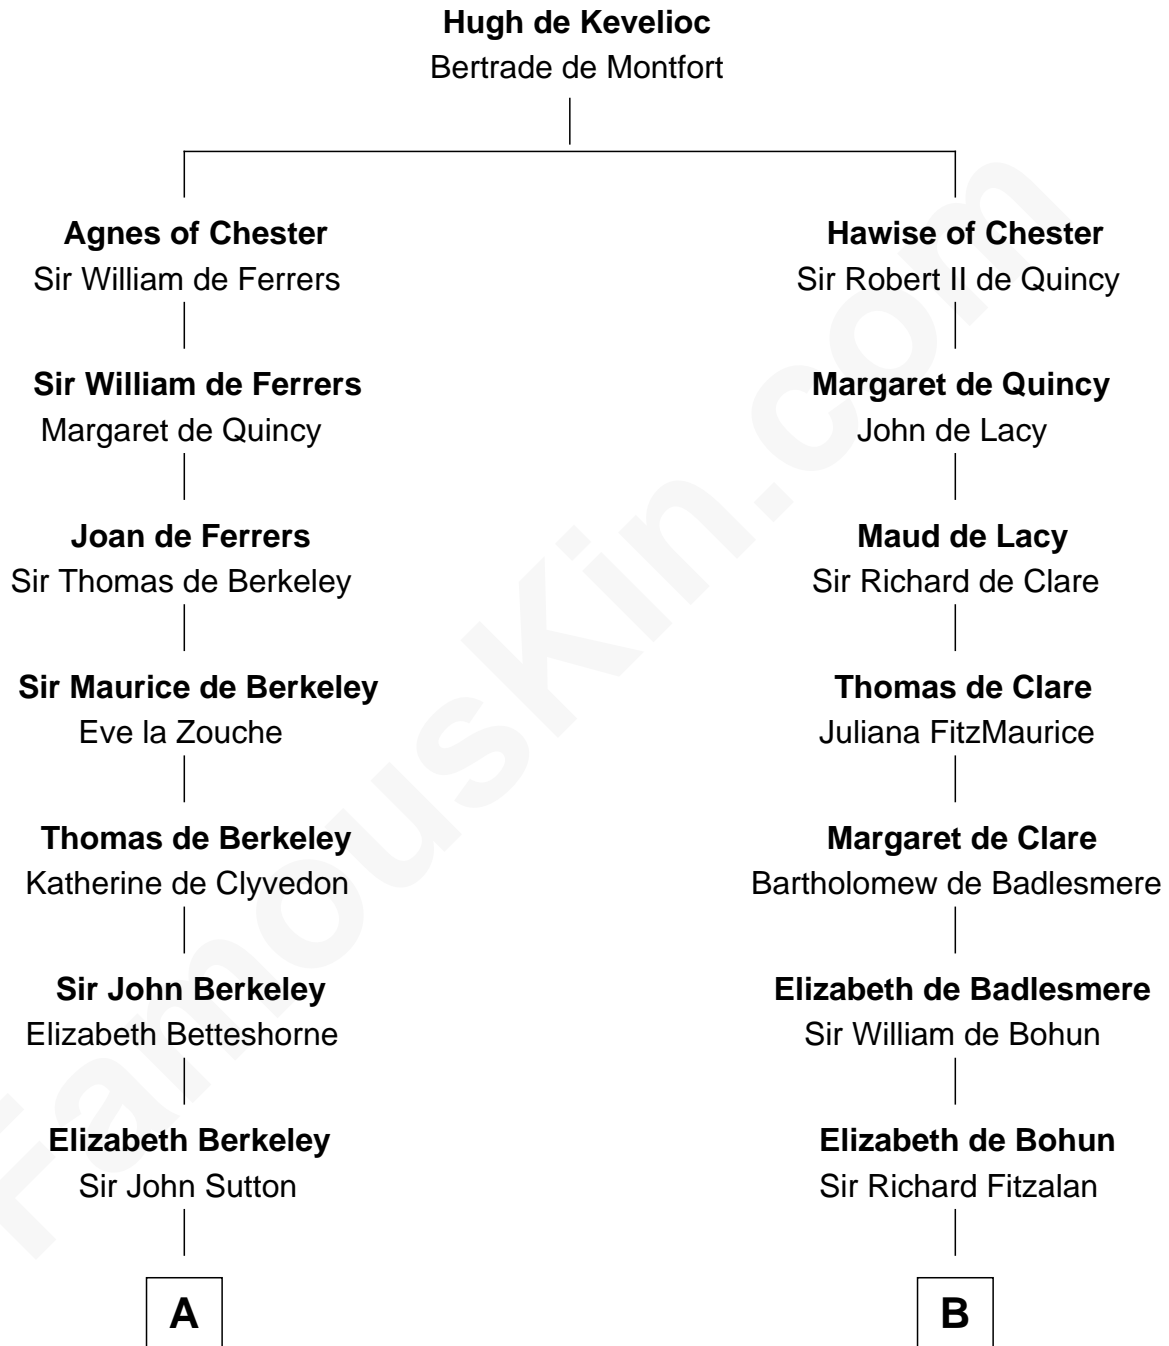 Hugh de Kevelioc
Bertrade de Montfort
Agnes of Chester
Sir William de Ferrers
Hawise of Chester
Sir Robert II de Quincy
Sir William de Ferrers
Margaret de Quincy
Margaret de Quincy
John de Lacy
Joan de Ferrers
Sir Thomas de Berkeley
Maud de Lacy
Sir Richard de Clare
Sir Maurice de Berkeley
Eve la Zouche
Thomas de Clare
Juliana FitzMaurice
Thomas de Berkeley
Katherine de Clyvedon
Margaret de Clare
Bartholomew de Badlesmere
Sir John Berkeley
Elizabeth Betteshorne
Elizabeth de Badlesmere
Sir William de Bohun
Elizabeth Berkeley
Sir John Sutton
Elizabeth de Bohun
Sir Richard Fitzalan
A
B
FamousKin.com